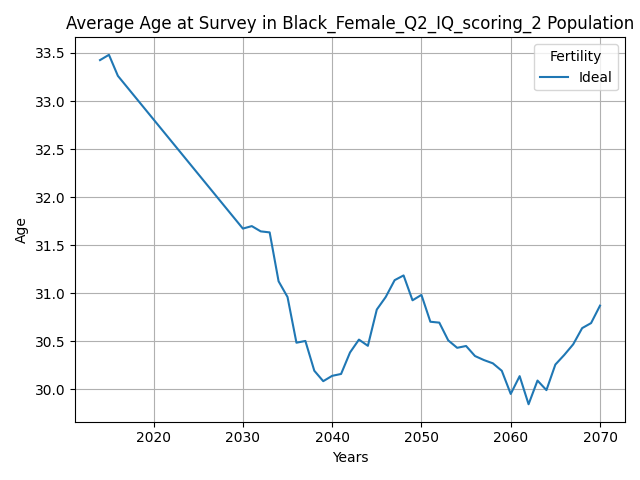 Average Age at Survey in Black_Female_Q2_IQ_scoring_2 Population
Fertility
Ideal
33.5
33.0
32.5
32.0
31.5
31.0
30.5
30.0
Age
2020 2030 2040 2050 2060 2070
Years